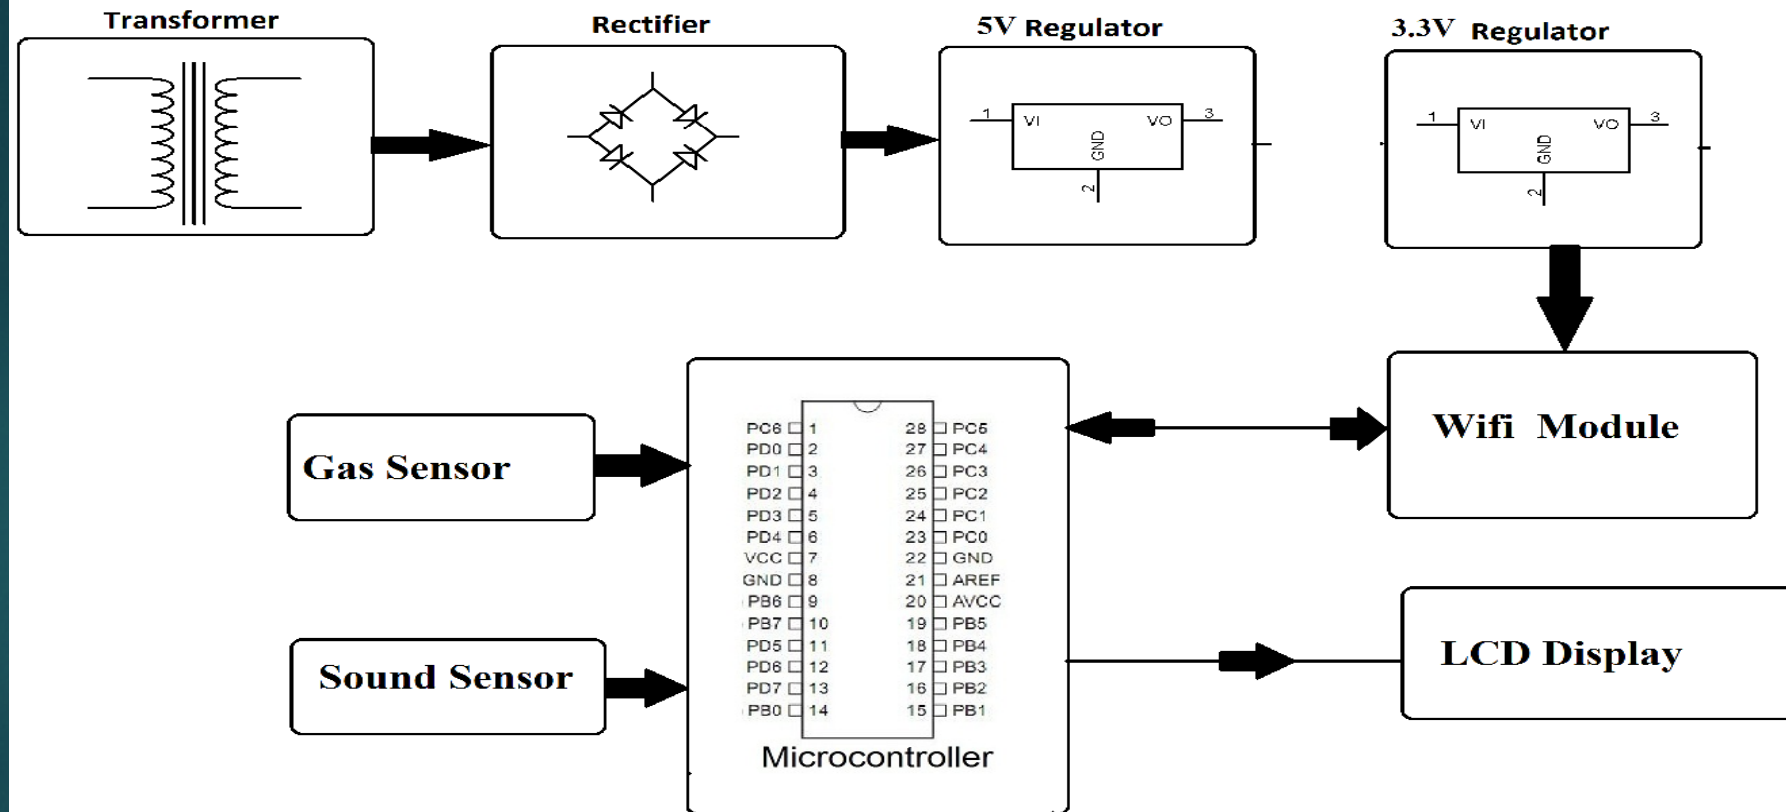 Transformer
Rectifier
5V Regulator
3.3V Regulator
1 VI VO 3
GND
2
1 VI VO 3
GND
2
Gas Sensor
Sound Sensor
PC6 1 28 PC5
PD0 2 27 PC4
PD1 3 26 PC3
PD2 4 25 PC2
PD3 5 24 PC1
PD4 6 23 PC0
VCC 7 22 GND
GND 8 21 AREF
PB6 9 20 AVCC
PB7 10 19 PB5
PD5 11 18 PB4
PD6 12 17 PB3
PD7 13 16 PB2
PB0 14 15 PB1
Microcontroller
Wifi Module
LCD Display